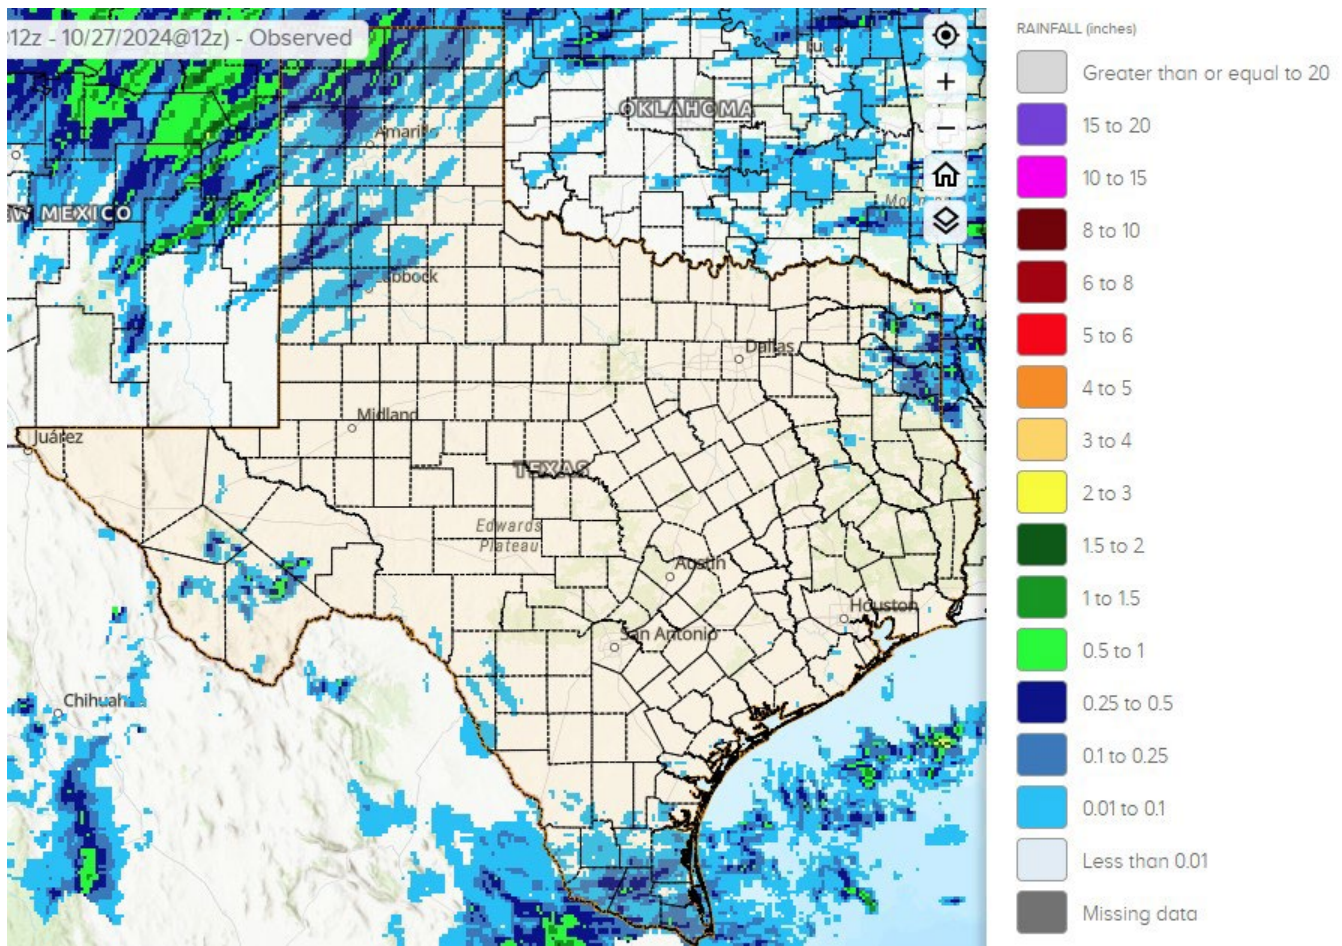 12z - 10/27/2024@12z) - Observed
RAINFALL (inches)
Greater than or equal to 20
15 to 20
10 to 15
8 to 10
6 to 8
5 to 6
4 to 5
3 to 4
2 to 3
1.5 to 2
1 to 1.5
0.5 to 1
0.25 to 0.5
0.1 to 0.25
0.01 to 0.1
Less than 0.01
Missing data
OKLAHOMA
Amarillo
W MEXICO
Lubbock
Dallas
Midland
Juárez
TEXAS
Edwards
Plateau
Austin
Houston
San Antonio
Chihuah